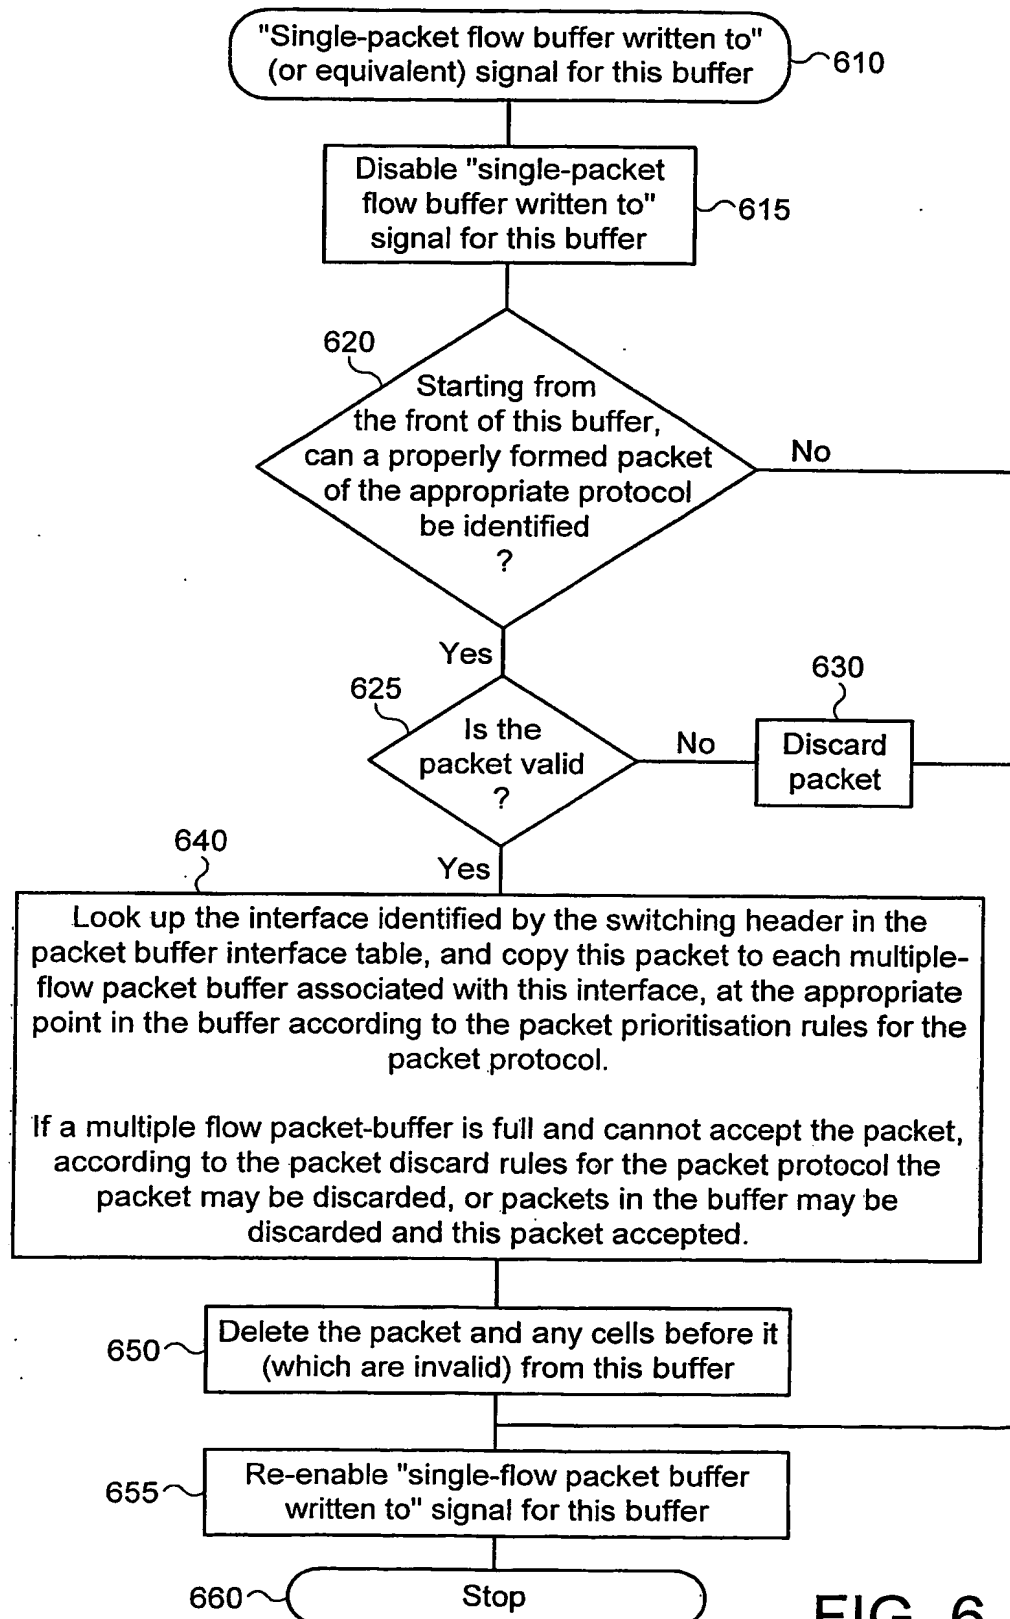 "Single-packet flow buffer written to"
(or equivalent) signal for this buffer
610
Disable "single-packet
flow buffer written to"
signal for this buffer
615
620
Starting from
the front of this buffer,
can a properly formed packet
of the appropriate protocol
be identified
?
No
Yes
625
Is the
packet valid
?
No
630
Discard
packet
Yes
640
Look up the interface identified by the switching header in the
packet buffer interface table, and copy this packet to each multiple-
flow packet buffer associated with this interface, at the appropriate
point in the buffer according to the packet prioritisation rules for the
packet protocol.
If a multiple flow packet-buffer is full and cannot accept the packet,
according to the packet discard rules for the packet protocol the
packet may be discarded, or packets in the buffer may be
discarded and this packet accepted.
650
Delete the packet and any cells before it
(which are invalid) from this buffer
655
Re-enable "single-flow packet buffer
written to" signal for this buffer
660
Stop
FIG. 6